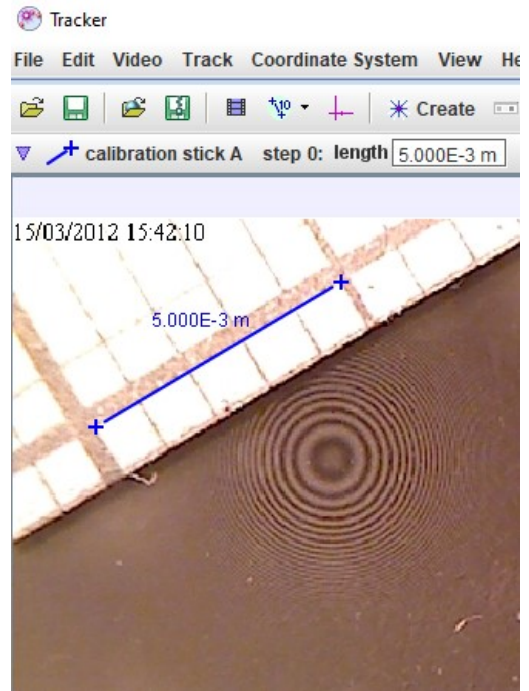 Tracker
File Edit Video Track Coordinate System View He
Create
calibration stick A step 0: length 5.000E-3 m
15/03/2012 15:42:10
5.000E-3 m